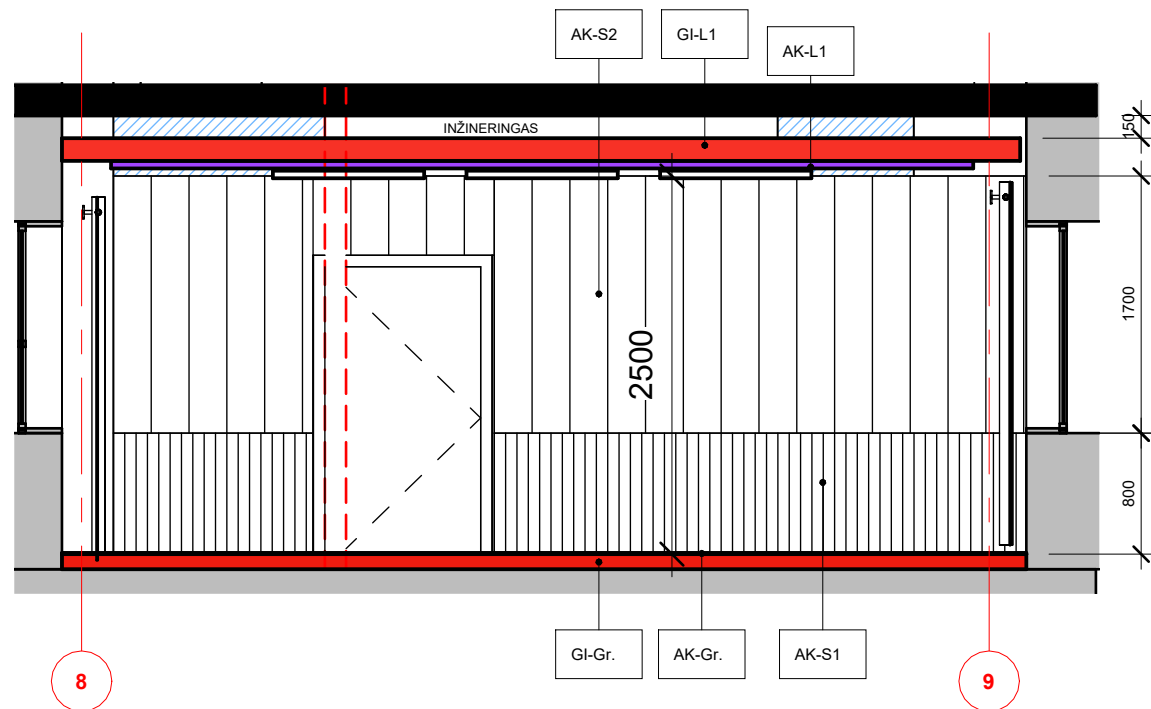 AK-S2
GI-L1
AK-L1
INŽINERINGAS
150
1700
2500
800
GI-Gr.
AK-Gr.
AK-S1
8
9